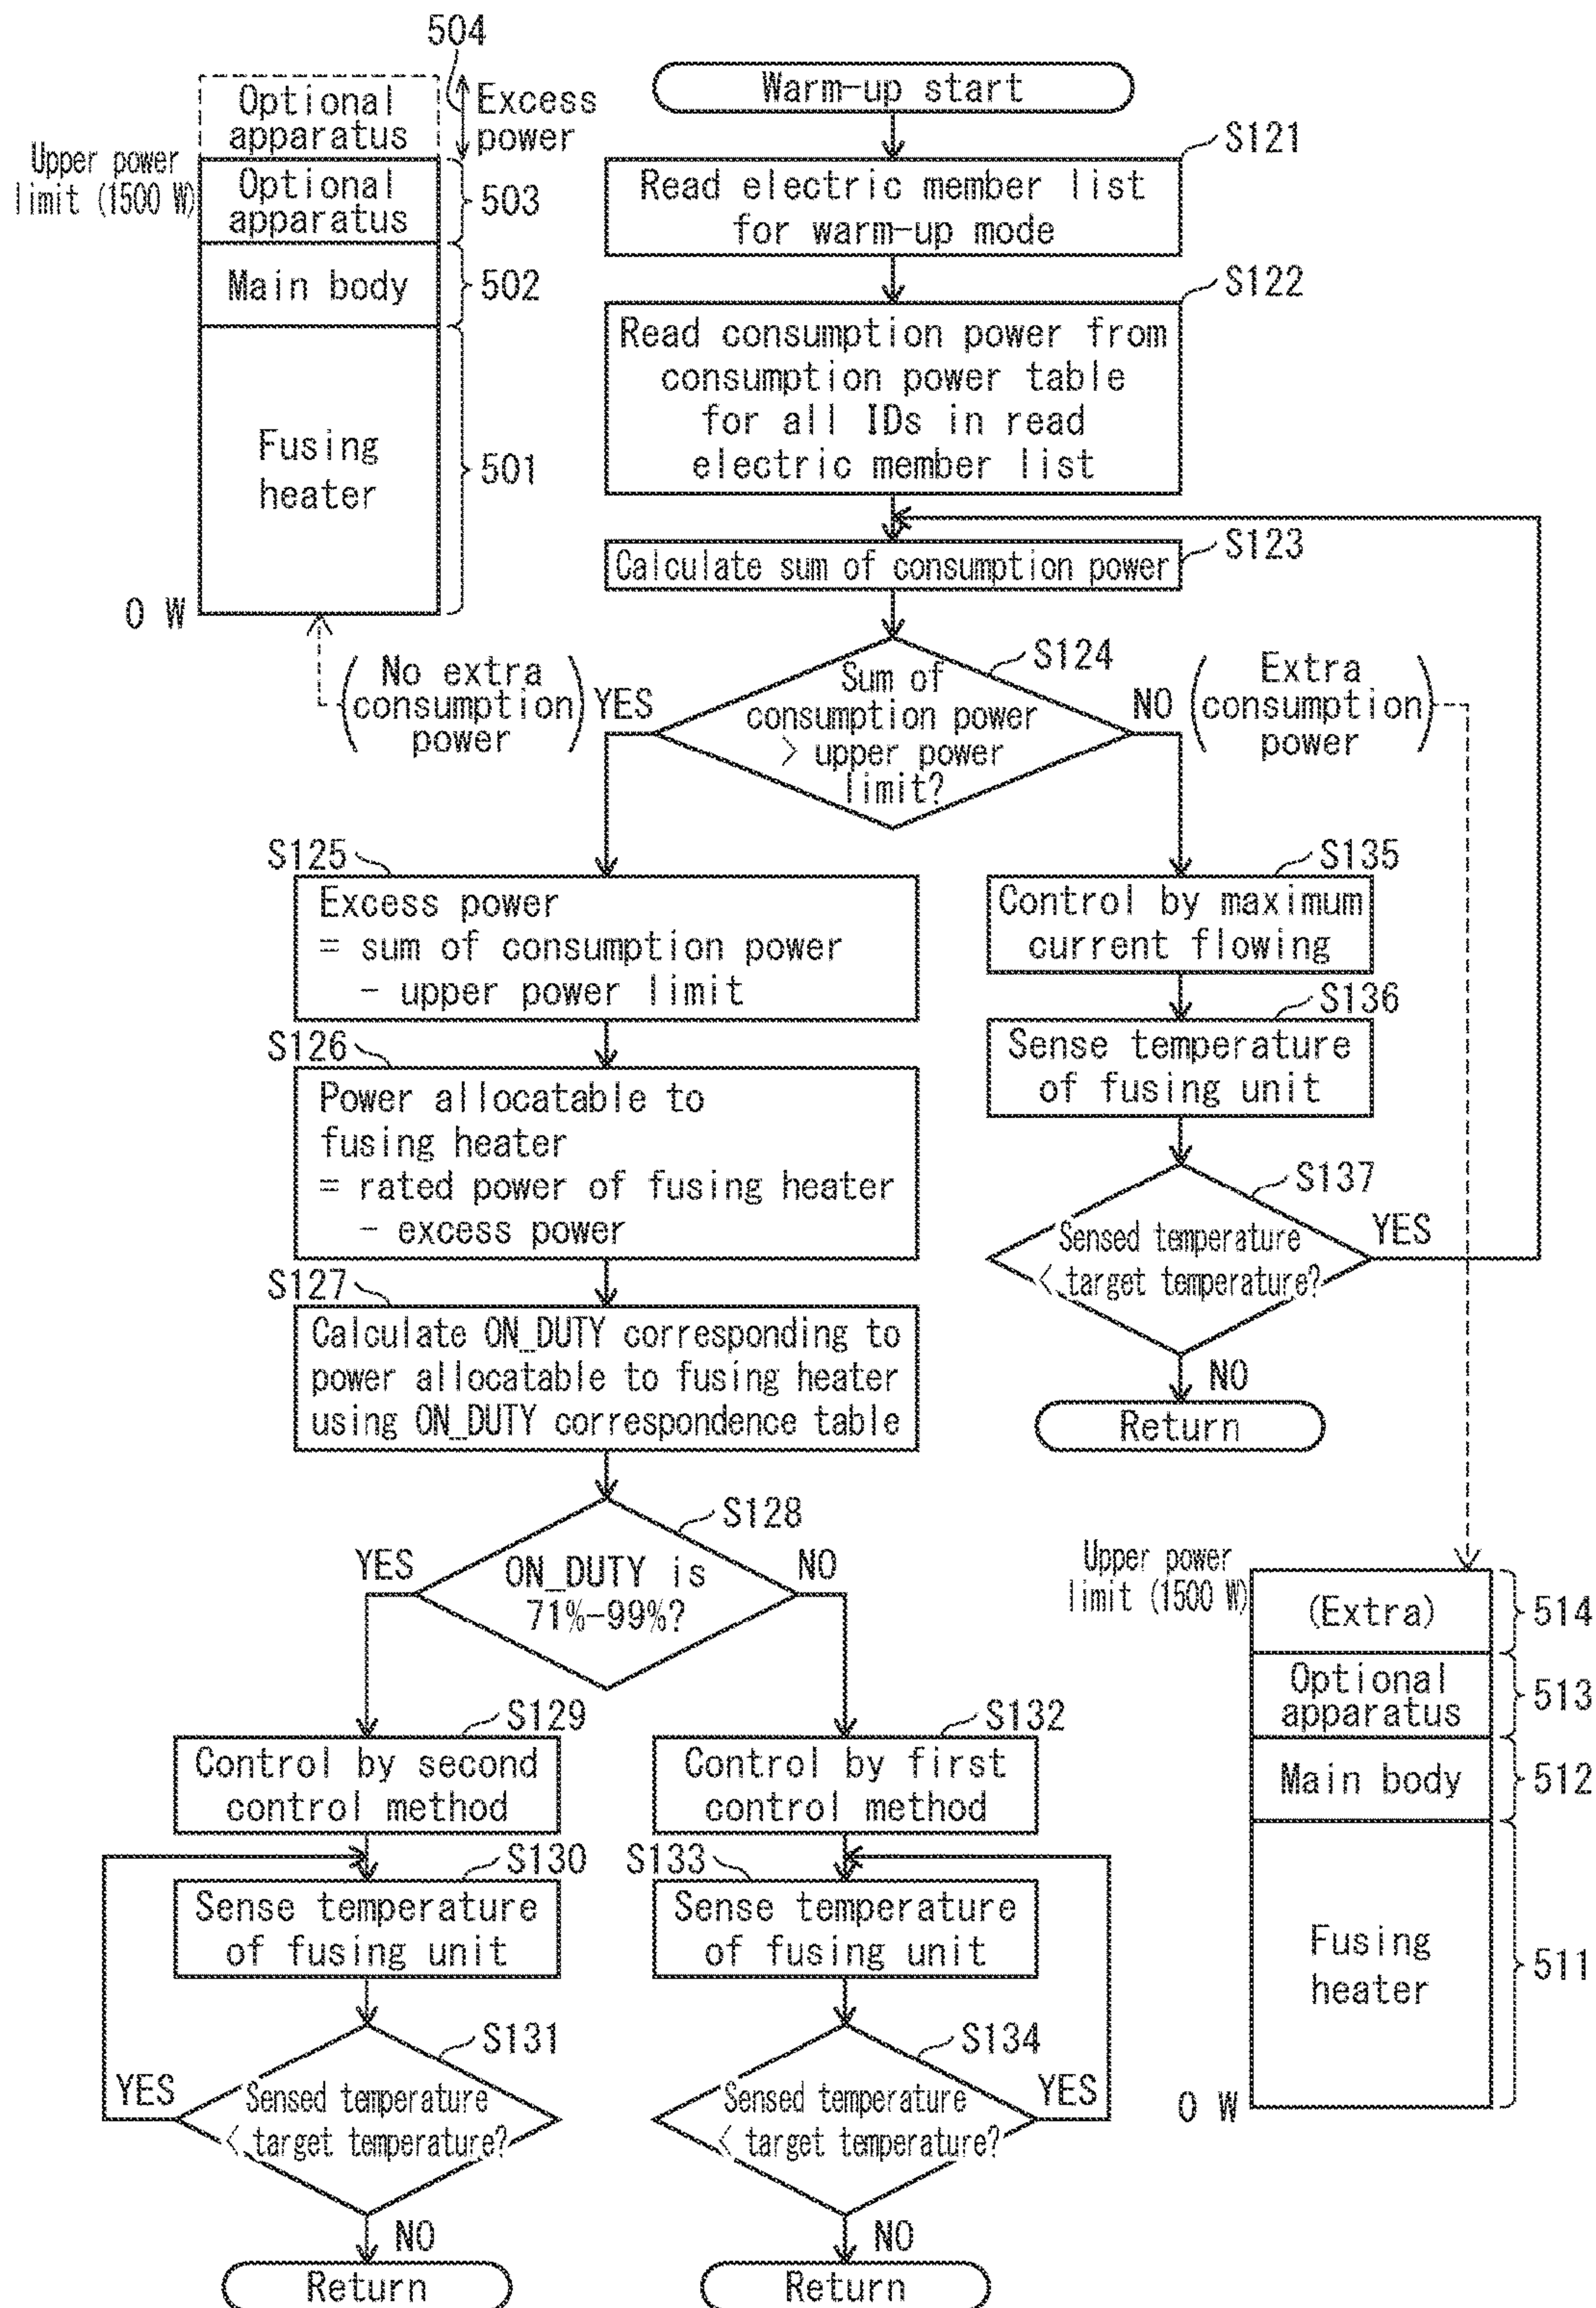 504
Optional
apparatus
Excess
power
Upper power
limit (1500 W)
Optional
apparatus
503
Main body
502
Fusing
heater
501
0 W
(No extra
consumption
power)
Warm-up start
S121
Read electric member list
for warm-up mode
S122
Read consumption power from
consumption power table
for all IDs in read
electric member list
S123
Calculate sum of consumption power
S124
Sum of
consumption power
> upper power
limit?
YES
NO
(Extra
consumption
power)
S125
Excess power
= sum of consumption power
- upper power limit
S126
Power allocatable to
fusing heater
= rated power of fusing heater
- excess power
S127
Calculate ON_DUTY corresponding to
power allocatable to fusing heater
using ON_DUTY correspondence table
S128
ON_DUTY is
71%-99%?
YES
NO
S129
Control by second
control method
S130
Sense temperature
of fusing unit
S131
Sensed temperature
< target temperature?
YES
NO
Return
S132
Control by first
control method
S133
Sense temperature
of fusing unit
S134
Sensed temperature
< target temperature?
YES
NO
Return
S135
Control by maximum
current flowing
S136
Sense temperature
of fusing unit
S137
Sensed temperature
< target temperature?
YES
NO
Return
Upper power
limit (1500 W)
(Extra)
514
Optional
apparatus
513
Main body
512
Fusing
heater
511
0 W